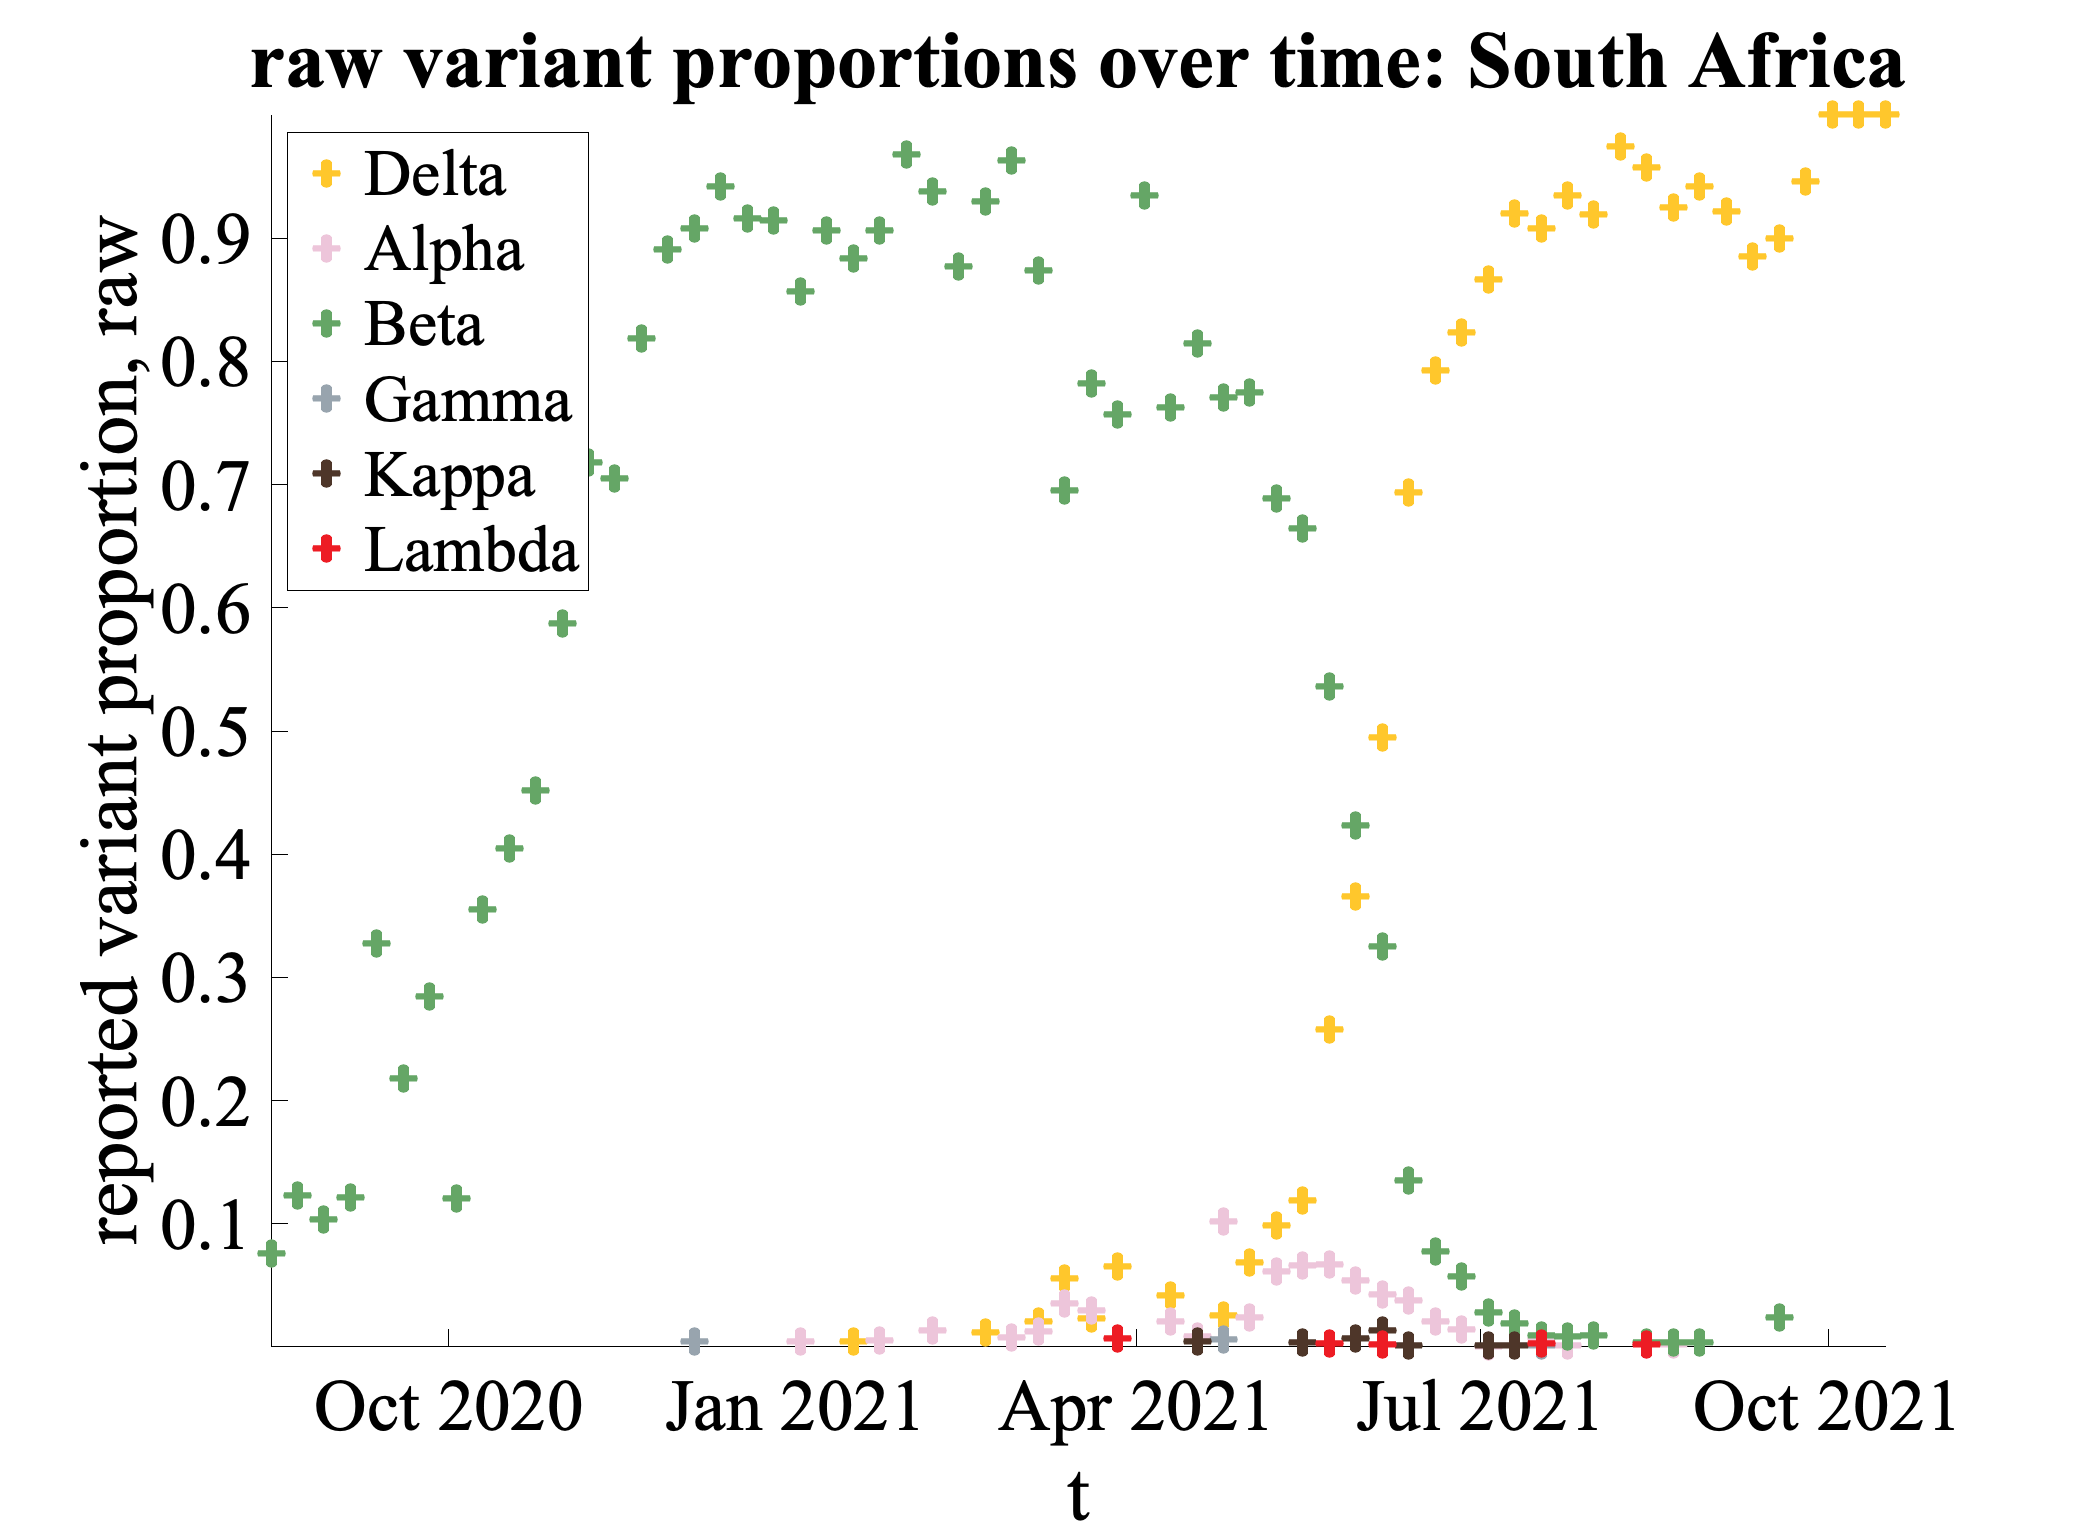 raw variant proportions over time: South Africa
Delta
Alpha
Beta
Gamma
Kappa
Lambda
reported variant proportion, raw
0.9
0.8
0.7
0.6
0.5
0.4
0.3
0.2
0.1
Oct 2020
Jan 2021
Apr 2021
Jul 2021
Oct 2021
t